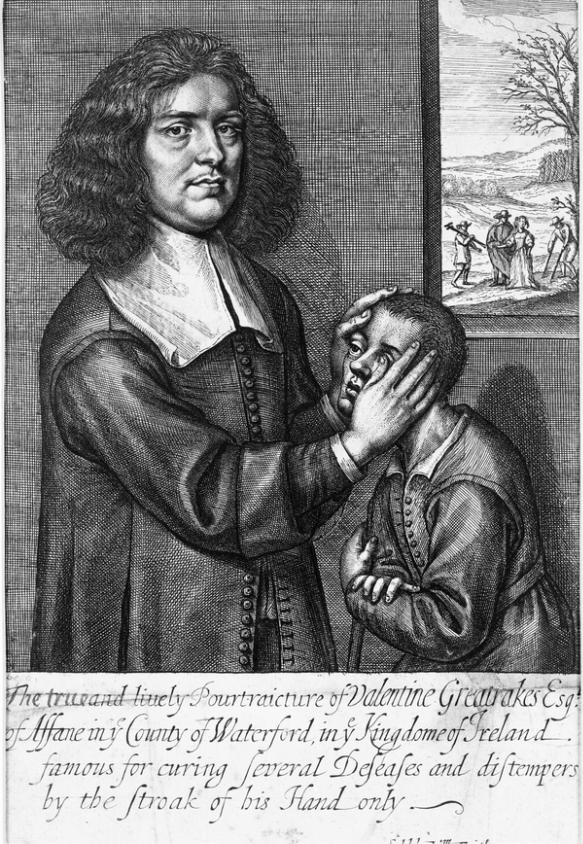 The true and lively Pourtraicture of Valentine Greatrakes Esq:
of Affane in ÿ County of Waterford, in ÿ Kingdome of Ireland.
famous for curing several Deseases and distempers
by the stroak of his Hand only